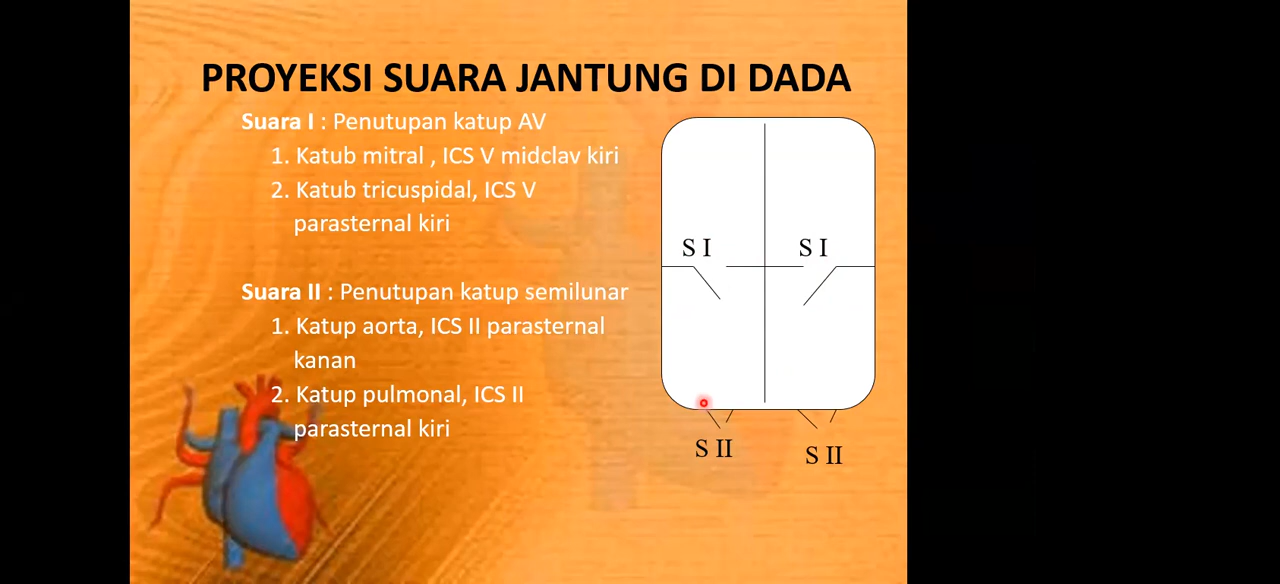 PROYEKSI SUARA JANTUNG DI DADA
Suara I : Penutupan katup AV
1. Katub mitral , ICS V midclav kiri
2. Katub tricuspidal, ICS V
parasternal kiri
Suara II : Penutupan katup semilunar
1. Katup aorta, ICS II parasternal
kanan
2. Katup pulmonal, ICS II
parasternal kiri
S I
S I
S II
S II